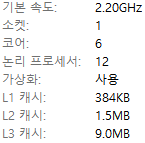 기본 속도: 2.20GHz
소켓: 1
코어: 6
논리 프로세서: 12
가상화: 사용
L1 캐시: 384KB
L2 캐시: 1.5MB
L3 캐시: 9.0MB